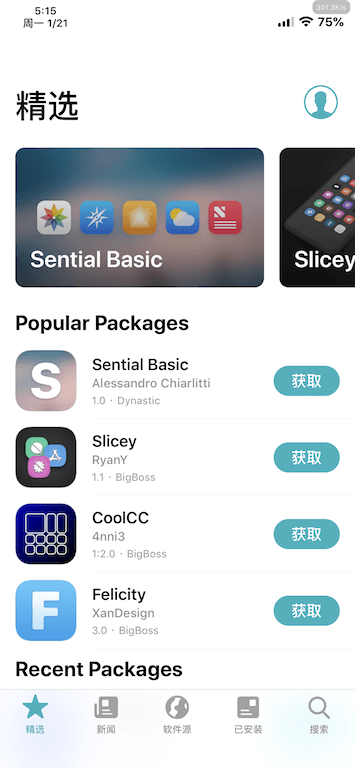 5:15
周一 1/21
301.3K/s
75%
精选
Sential Basic
Slicey
Popular Packages
Sential Basic
Alessandro Chiarlitti
1.0 · Dynastic
获取
Slicey
RyanY
1.1 · BigBoss
获取
CoolCC
4nni3
1:2.0 · BigBoss
获取
Felicity
XanDesign
3.0 · BigBoss
获取
Recent Packages
精选
新闻
软件源
已安装
搜索